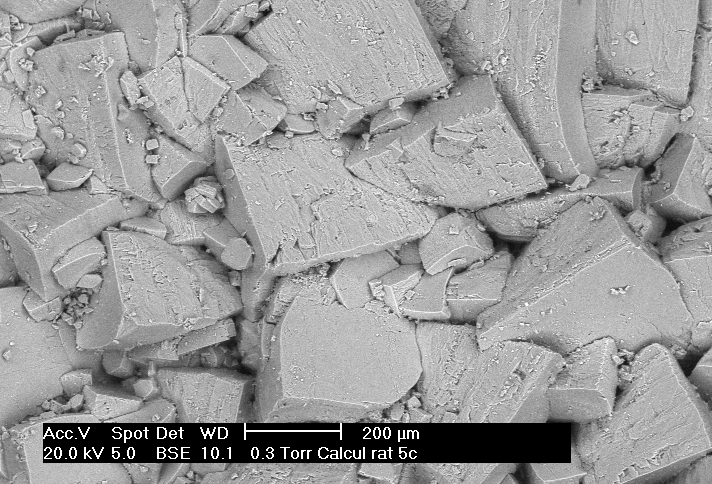 Acc.V Spot Det WD 200 µm
20.0 kV 5.0 BSE 10.1 0.3 Torr Calcul rat 5c